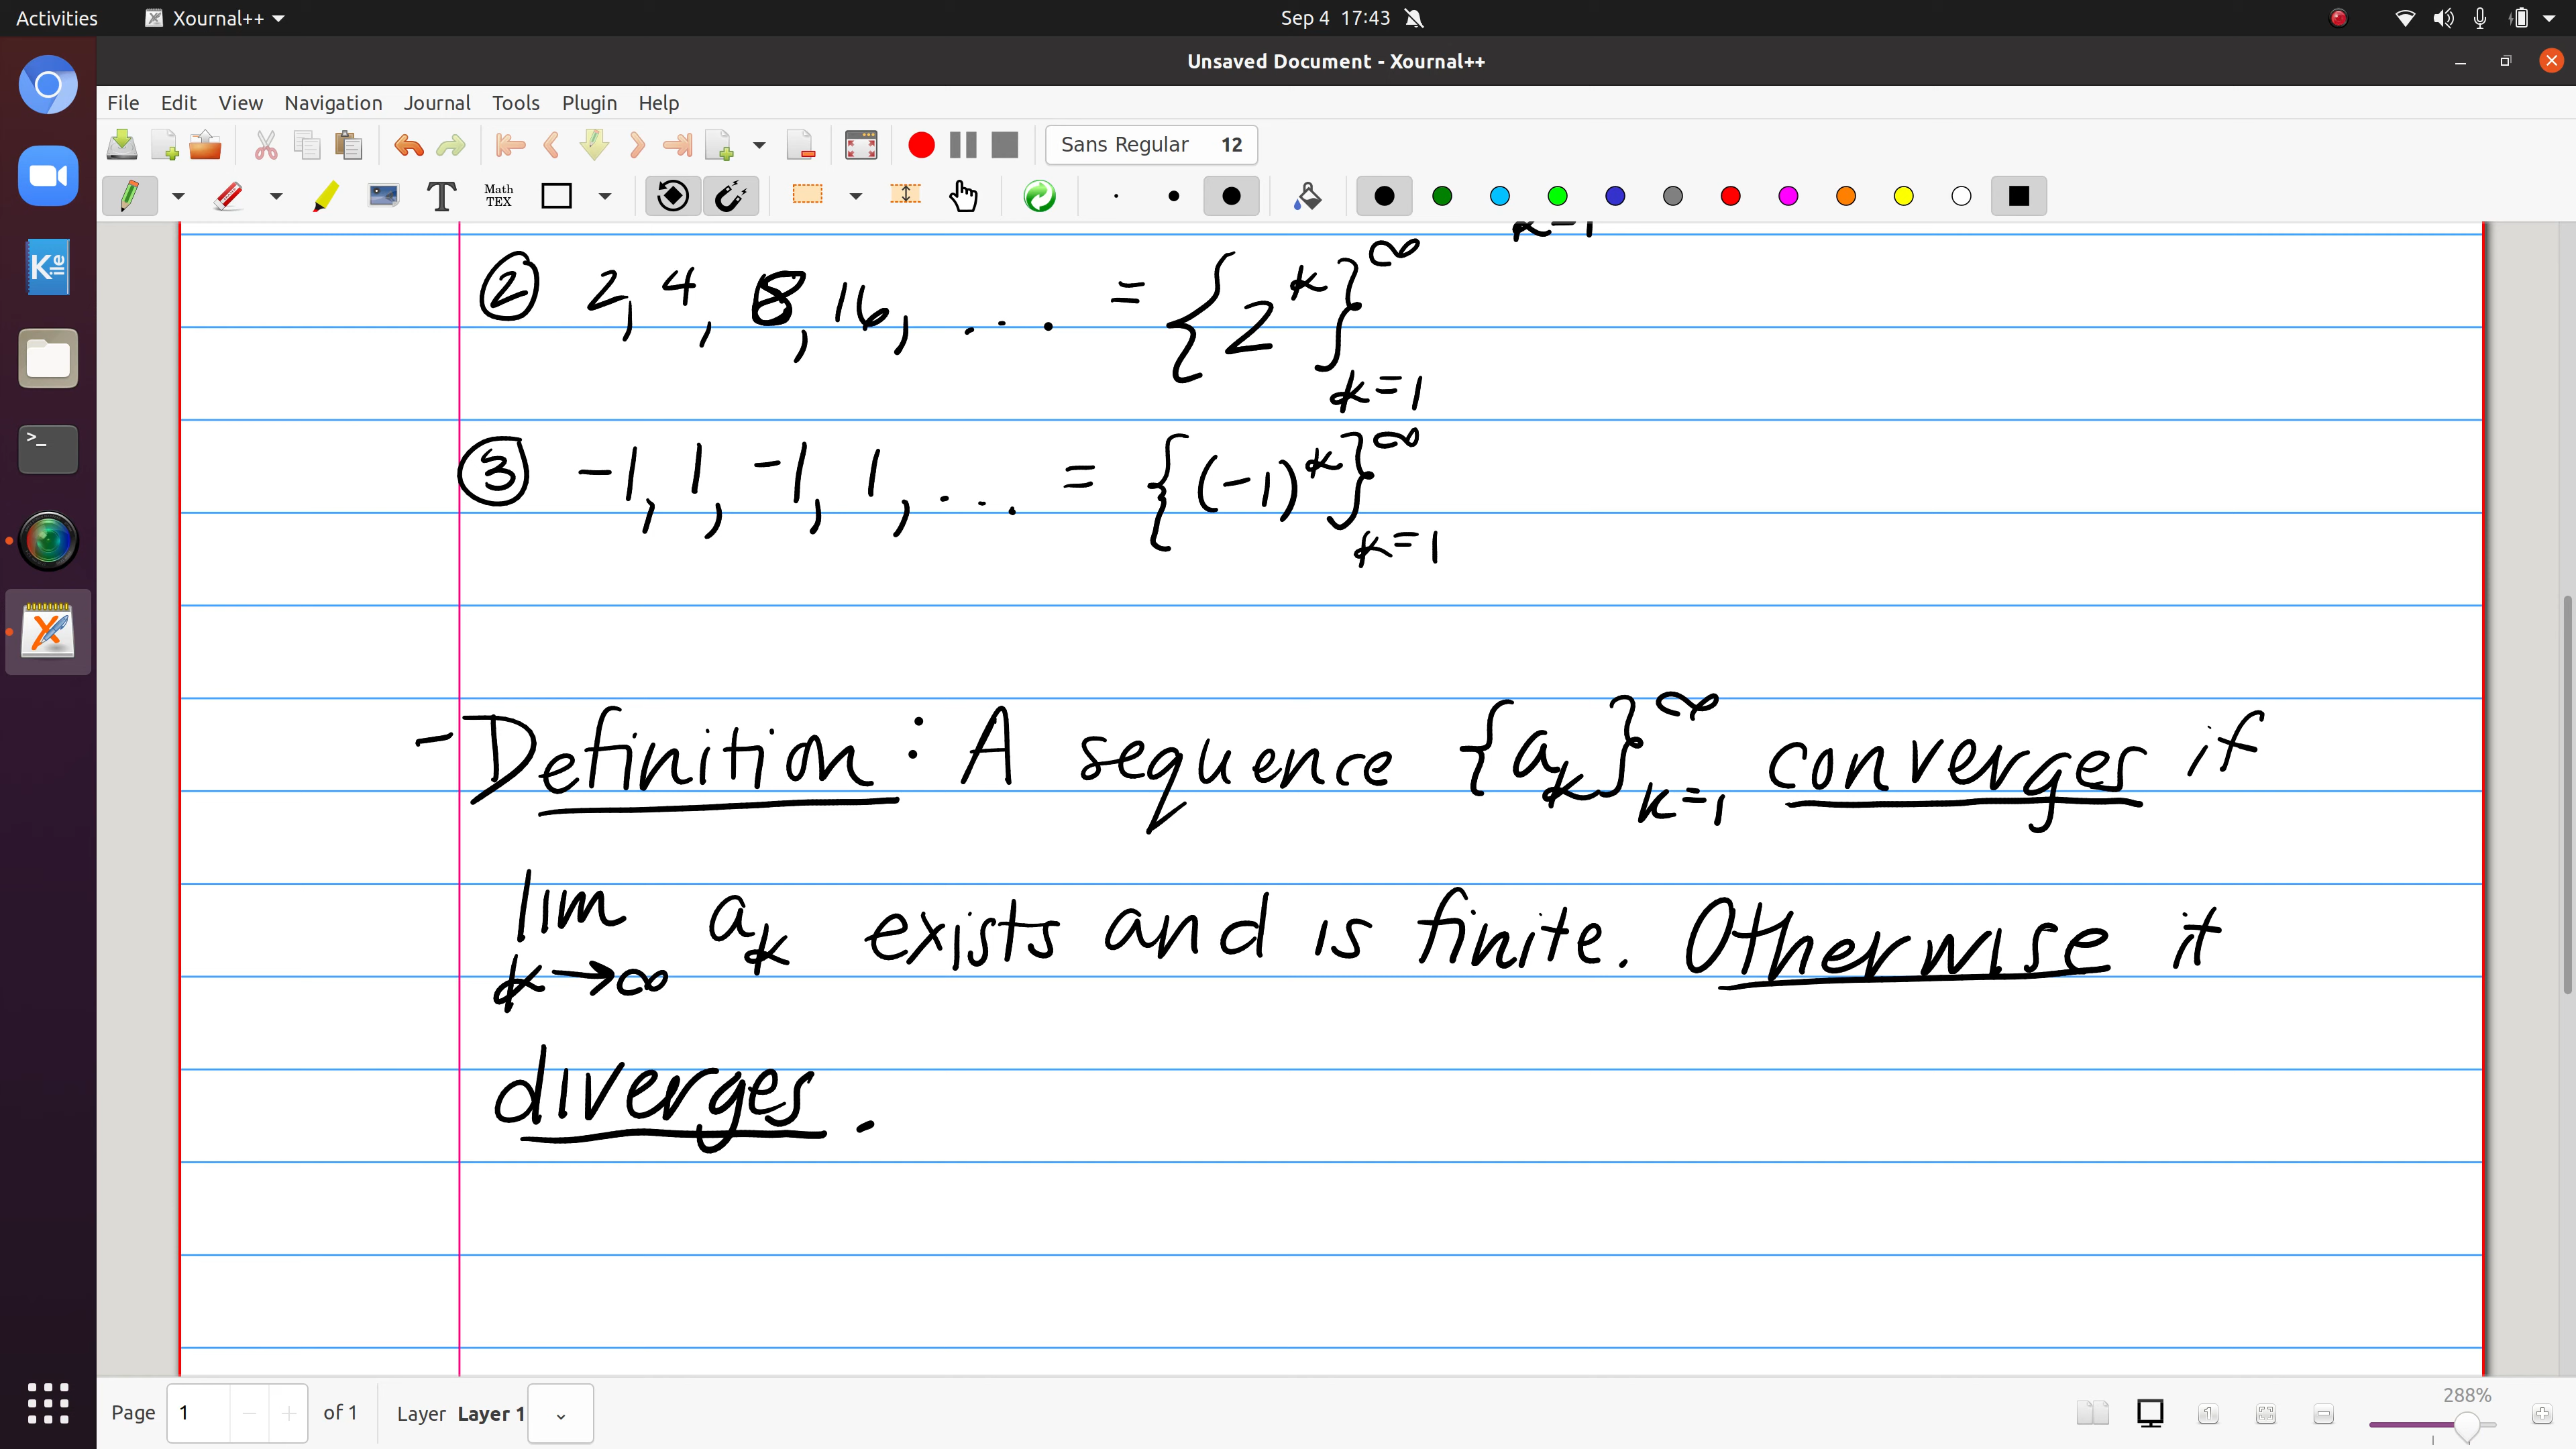 Activities Xournal++ Sep 4 17:43
Unsaved Document - Xournal++
File Edit View Navigation Journal Tools Plugin Help
Sans Regular 12
Math TEX
k=1
② 2, 4, 8, 16, ... = {2^k}^∞_{k=1}
③ -1, 1, -1, 1, ... = {(-1)^k}^∞_{k=1}
- Definition: A sequence {a_k}^∞_{k=1} converges if
lim_{k→∞} a_k exists and is finite. Otherwise it
diverges.
Page 1 of 1 Layer Layer 1 288%